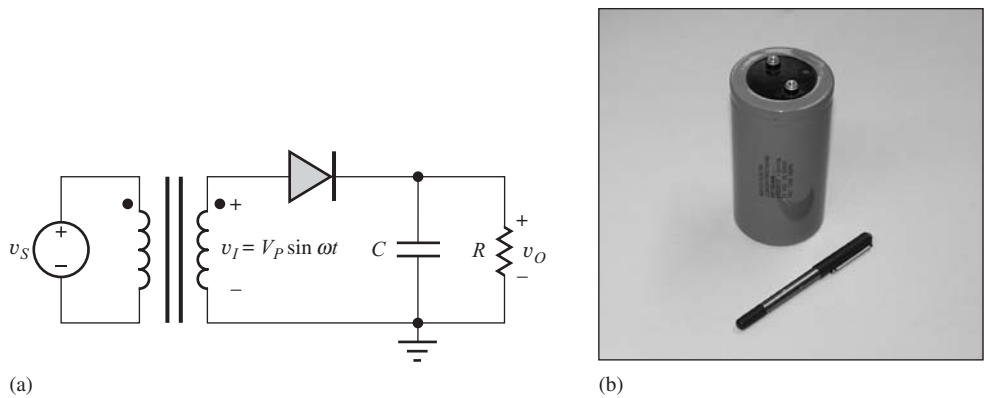 v_S
+
−
+
v_I = V_P sin ωt
−
C
R
+
v_O
−
(a)
(b)